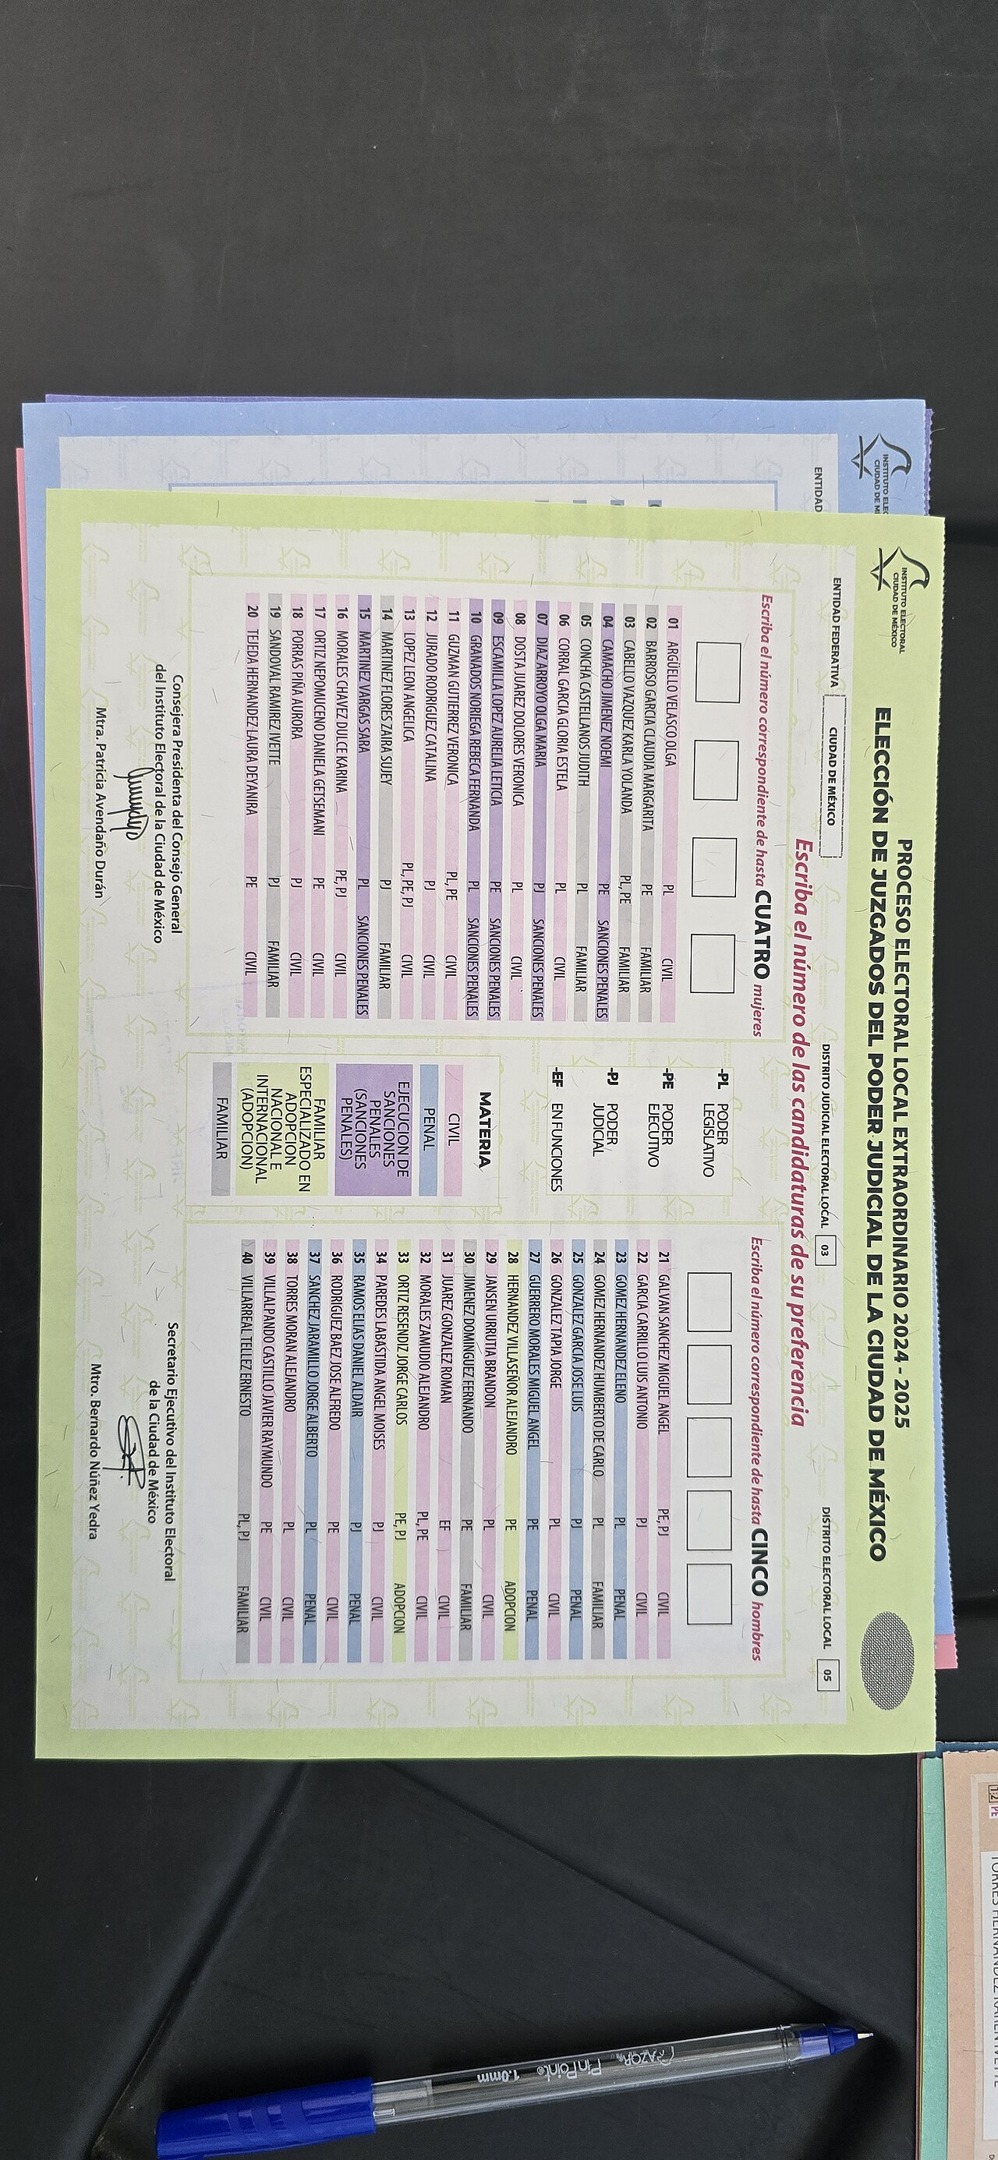 INSTITUTO ELECTORAL
CIUDAD DE MÉXICO
PROCESO ELECTORAL LOCAL EXTRAORDINARIO 2024 - 2025
ELECCIÓN DE JUZGADOS DEL PODER JUDICIAL DE LA CIUDAD DE MÉXICO
ENTIDAD FEDERATIVA CIUDAD DE MÉXICO DISTRITO JUDICIAL ELECTORAL LOCAL 03 DISTRITO ELECTORAL LOCAL 05
Escriba el número de las candidaturas de su preferencia
Escriba el número correspondiente de hasta CUATRO mujeres
01 ARGÜELLO VELASCO OLGA PL CIVIL
02 BARROSO GARCIA CLAUDIA MARGARITA PE FAMILIAR
03 CABELLO VAZQUEZ KARLA YOLANDA PL, PE FAMILIAR
04 CAMACHO JIMENEZ NOEMI PE SANCIONES PENALES
05 CONCHA CASTELLANOS JUDITH PL FAMILIAR
06 CORRAL GARCIA GLORIA ESTELA PL CIVIL
07 DIAZ ARROYO OLGA MARIA PJ SANCIONES PENALES
08 DOSTA JUAREZ DOLORES VERONICA PL CIVIL
09 ESCAMILLA LOPEZ AURELIA LETICIA PE SANCIONES PENALES
10 GRANADOS NORIEGA REBECA FERNANDA PL SANCIONES PENALES
11 GUZMAN GUTIERREZ VERONICA PL, PE CIVIL
12 JURADO RODRIGUEZ CATALINA PJ CIVIL
13 LOPEZ LEON ANGELICA PL, PE, PJ CIVIL
14 MARTINEZ FLORES ZAIRA SUJEY PJ FAMILIAR
15 MARTINEZ VARGAS SARA PL SANCIONES PENALES
16 MORALES CHAVEZ DULCE KARINA PE, PJ CIVIL
17 ORTIZ NEPOMUCENO DANIELA GETSEMANI PE CIVIL
18 PORRAS PIÑA AURORA PJ CIVIL
19 SANDOVAL RAMIREZ IVETTE PJ FAMILIAR
20 TEJEDA HERNANDEZ LAURA DEYANIRA PE CIVIL
-PL PODER LEGISLATIVO
-PE PODER EJECUTIVO
-PJ PODER JUDICIAL
-EF EN FUNCIONES
MATERIA
CIVIL
PENAL
EJECUCION DE
SANCIONES
PENALES
(SANCIONES
PENALES)
FAMILIAR
ESPECIALIZADO EN
ADOPCION
NACIONAL E
INTERNACIONAL
(ADOPCION)
FAMILIAR
Escriba el número correspondiente de hasta CINCO hombres
21 GALVAN SANCHEZ MIGUEL ANGEL PE, PJ CIVIL
22 GARCIA CARRILLO LUIS ANTONIO PJ CIVIL
23 GOMEZ HERNANDEZ ELENO PL PENAL
24 GOMEZ HERNANDEZ HUMBERTO DE CARLO PL FAMILIAR
25 GONZALEZ GARCIA JOSE LUIS PJ PENAL
26 GONZALEZ TAPIA JORGE PL CIVIL
27 GUERRERO MORALES MIGUEL ANGEL PE PENAL
28 HERNANDEZ VILLASEÑOR ALEJANDRO PE ADOPCION
29 JANSEN URRUTIA BRANDON PL CIVIL
30 JIMENEZ DOMINGUEZ FERNANDO PE FAMILIAR
31 JUAREZ GONZALEZ ROMAN EF CIVIL
32 MORALES ZAMUDIO ALEJANDRO PL, PE CIVIL
33 ORTIZ RESENDIZ JORGE CARLOS PE, PJ ADOPCION
34 PAREDES LABASTIDA ANGEL MOISES PJ CIVIL
35 RAMOS ELIAS DANIEL ALDAIR PJ PENAL
36 RODRIGUEZ BAEZ JOSE ALFREDO PE CIVIL
37 SANCHEZ JARAMILLO JORGE ALBERTO PL PENAL
38 TORRES MORAN ALEJANDRO PL CIVIL
39 VILLALPANDO CASTILLO JAVIER RAYMUNDO PE CIVIL
40 VILLARREAL TELLEZ ERNESTO PL, PJ FAMILIAR
Consejera Presidenta del Consejo General
del Instituto Electoral de la Ciudad de México
Mtra. Patricia Avendaño Durán
Secretario Ejecutivo del Instituto Electoral
de la Ciudad de México
Mtro. Bernardo Núñez Yedra
ENTIDAD
RAZOR
PinPoint 1.0mm
12 PE